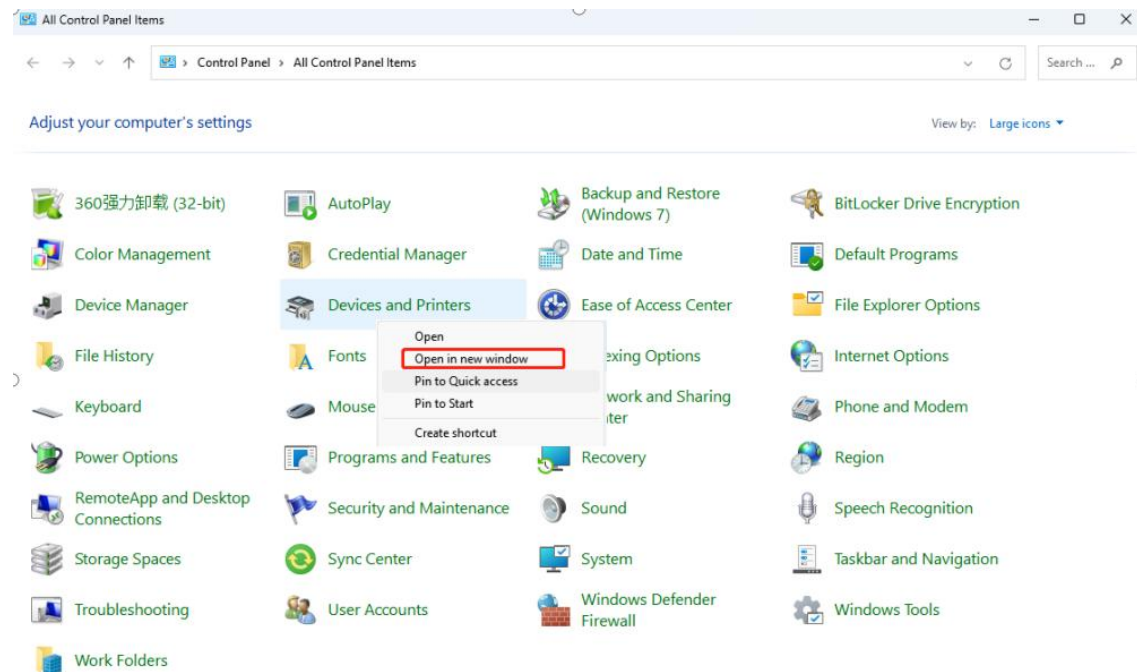 All Control Panel Items
Control Panel > All Control Panel Items
Search ...
Adjust your computer's settings
View by: Large icons
360强力卸载 (32-bit)
AutoPlay
Backup and Restore
(Windows 7)
BitLocker Drive Encryption
Color Management
Credential Manager
Date and Time
Default Programs
Device Manager
Devices and Printers
Ease of Access Center
File Explorer Options
Open
File History
Fonts
Open in new window
exing Options
Internet Options
Pin to Quick access
Keyboard
Mouse
Pin to Start
work and Sharing
ter
Phone and Modem
Create shortcut
Power Options
Programs and Features
Recovery
Region
RemoteApp and Desktop
Connections
Security and Maintenance
Sound
Speech Recognition
Storage Spaces
Sync Center
System
Taskbar and Navigation
Troubleshooting
User Accounts
Windows Defender
Firewall
Windows Tools
Work Folders